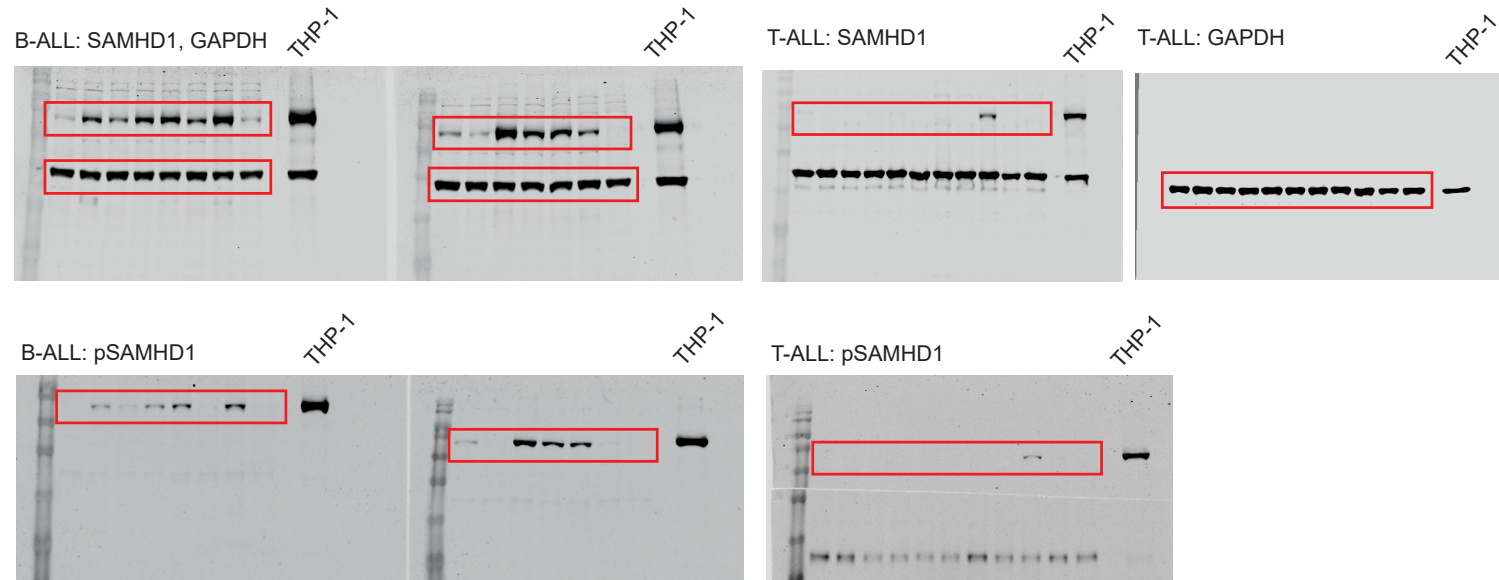 B-ALL: SAMHD1, GAPDH
THP-1
THP-1
T-ALL: SAMHD1
THP-1
T-ALL: GAPDH
THP-1
B-ALL: pSAMHD1
THP-1
THP-1
T-ALL: pSAMHD1
THP-1